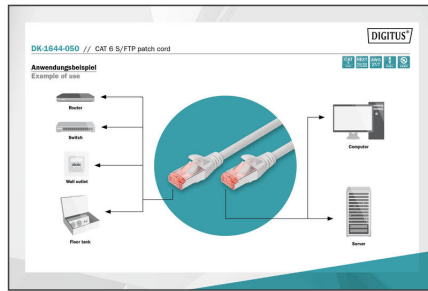 DIGITUS®
DK-1644-050 // CAT 6 S/FTP patch cord
Anwendungsbeispiel
Example of use
Router
Switch
Wall outlet
Floor tank
Computer
Server